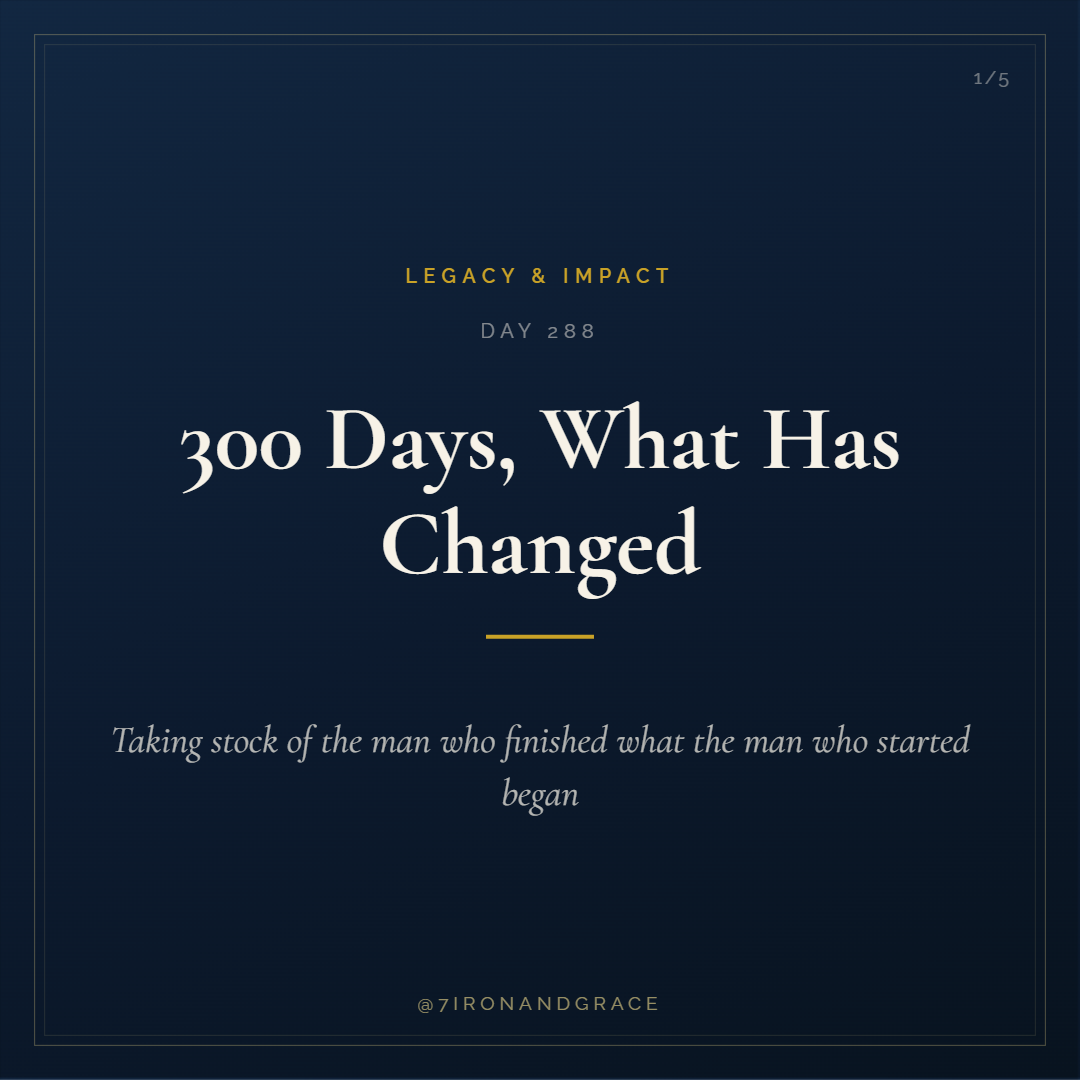 1/5
LEGACY & IMPACT
DAY 288
300 Days, What Has
Changed
Taking stock of the man who finished what the man who started
began
@7IRONANDGRACE